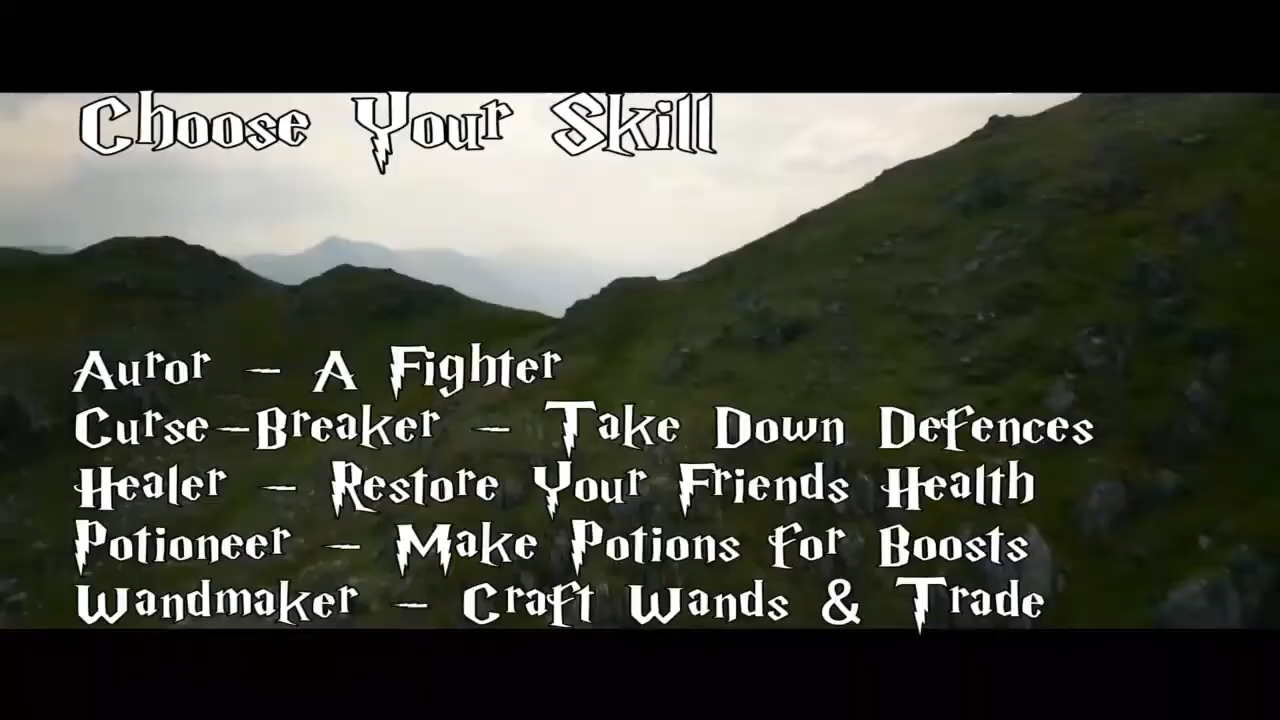 Choose Your Skill
Auror - A Fighter
Curse-Breaker - Take Down Defences
Healer - Restore Your Friends Health
Potioneer - Make Potions for Boosts
Wandmaker - Craft Wands & Trade